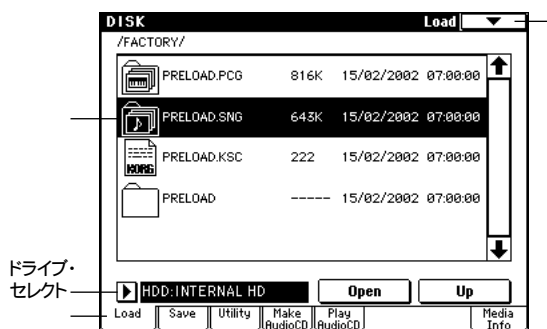 DISK Load
/FACTORY/
PRELOAD.PCG 816K 15/02/2002 07:00:00
PRELOAD.SNG 643K 15/02/2002 07:00:00
KORG PRELOAD.KSC 222 15/02/2002 07:00:00
PRELOAD ----- 15/02/2002 07:00:00
ドライブ・
セレクト
HDD:INTERNAL HD Open Up
Load Save Utility Make AudioCD Play AudioCD Media Info